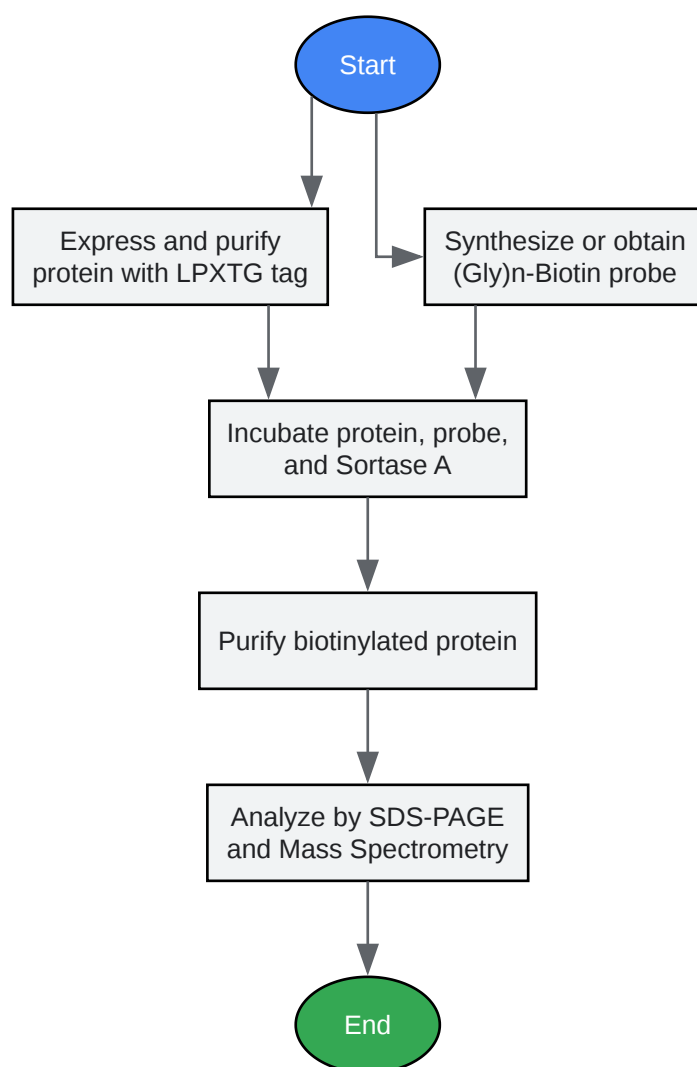 Start
Express and purify
protein with LPXTG tag
Synthesize or obtain
(Gly)n-Biotin probe
Incubate protein, probe,
and Sortase A
Purify biotinylated protein
Analyze by SDS-PAGE
and Mass Spectrometry
End